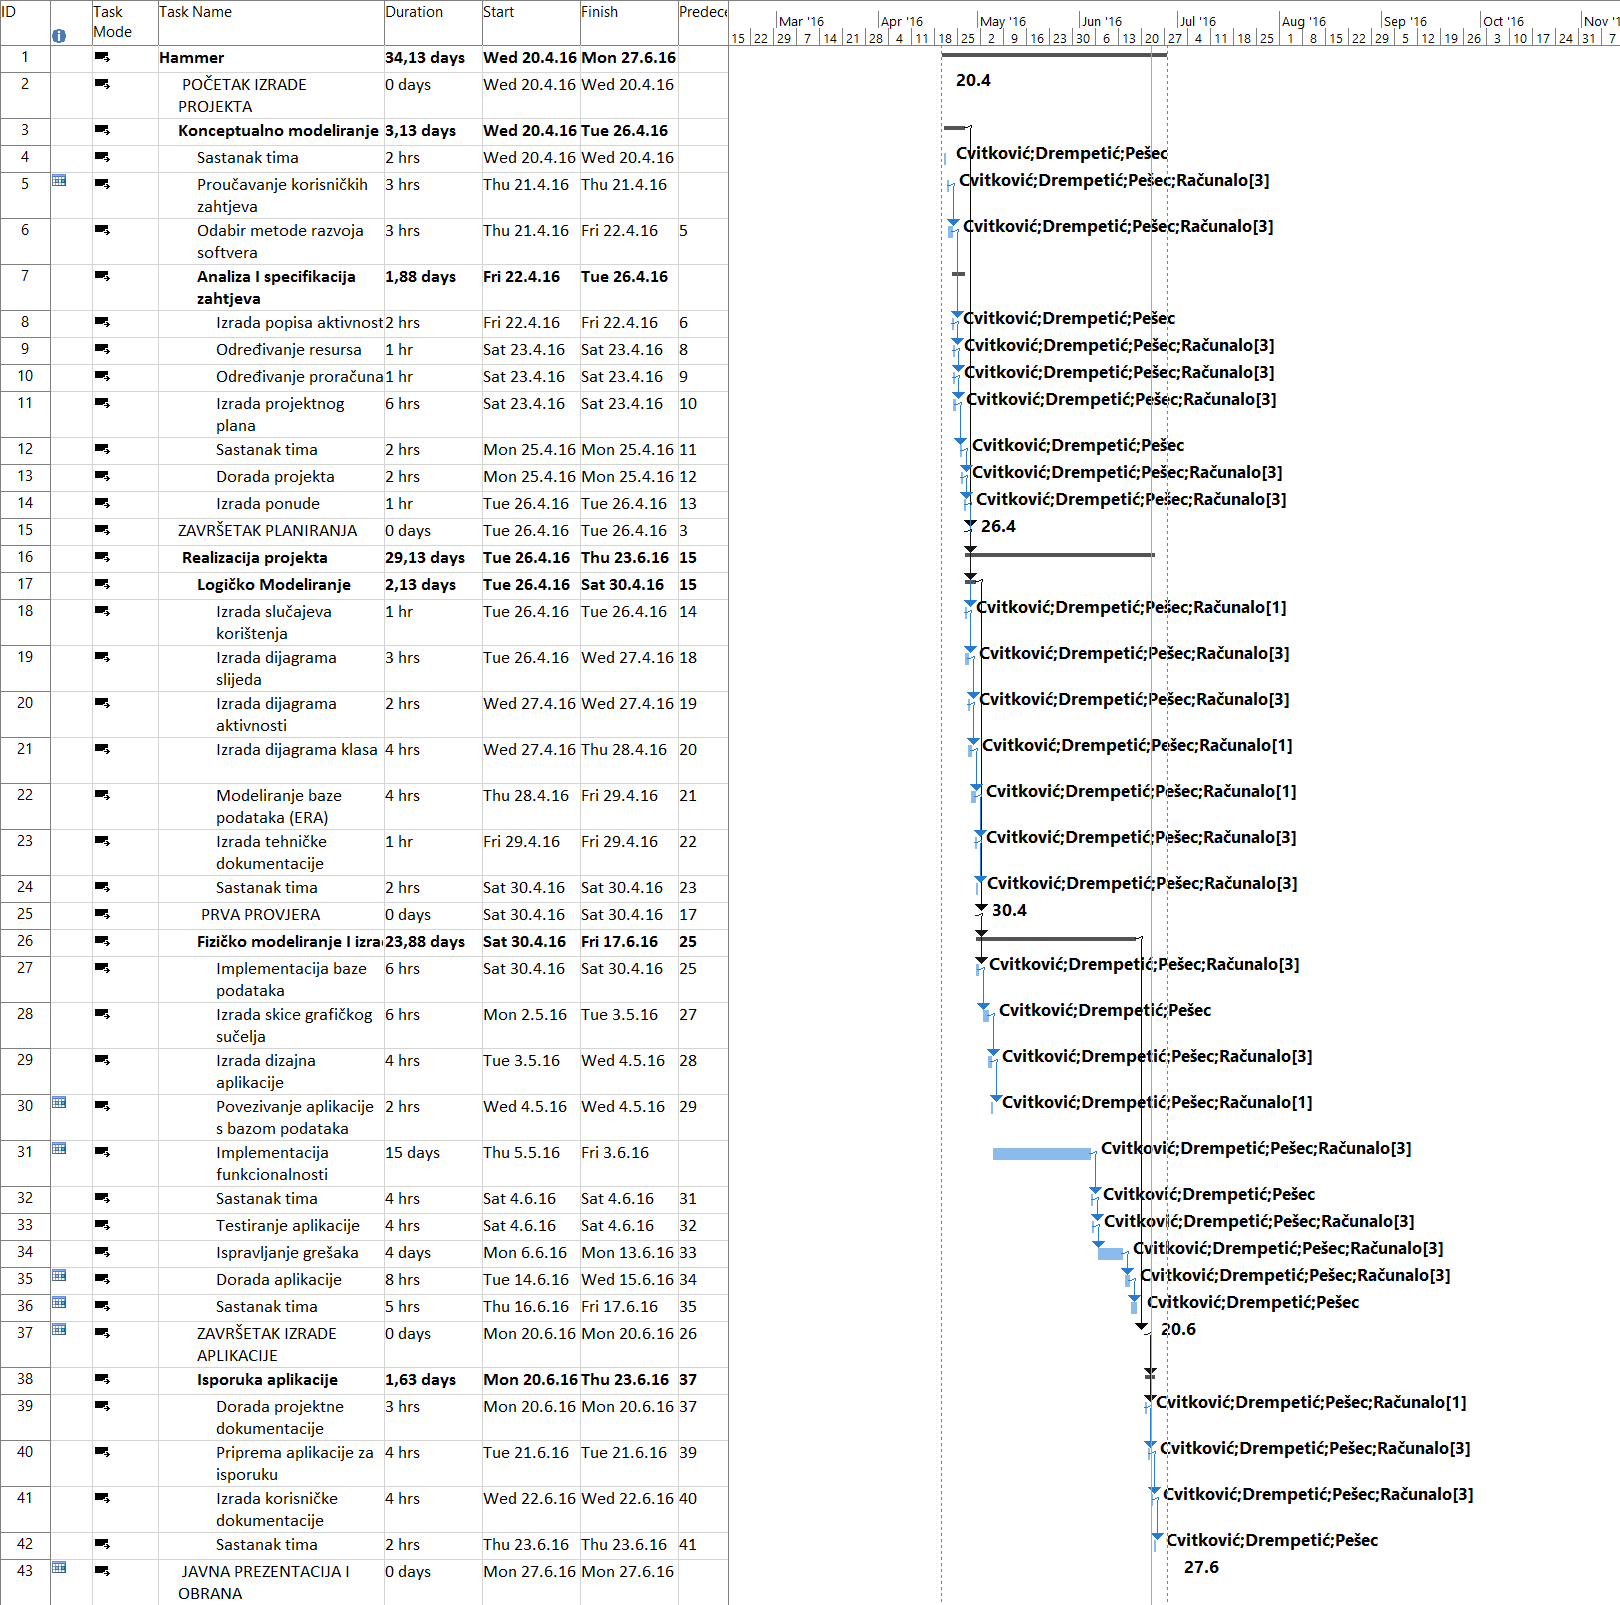 ID Task Mode Task Name Duration Start Finish Predece
Mar '16 Apr '16 May '16 Jun '16 Jul '16 Aug '16 Sep '16 Oct '16 Nov '1
15 22 29 7 14 21 28 4 11 18 25 2 9 16 23 30 6 13 20 27 4 11 18 25 1 8 15 22 29 5 12 19 26 3 10 17 24 31 7
1 Hammer 34,13 days Wed 20.4.16 Mon 27.6.16
2 POČETAK IZRADE PROJEKTA 0 days Wed 20.4.16 Wed 20.4.16 20.4
3 Konceptualno modeliranje 3,13 days Wed 20.4.16 Tue 26.4.16
4 Sastanak tima 2 hrs Wed 20.4.16 Wed 20.4.16 Cvitković;Drempetić;Pešec
5 Proučavanje korisničkih zahtjeva 3 hrs Thu 21.4.16 Thu 21.4.16 Cvitković;Drempetić;Pešec;Računalo[3]
6 Odabir metode razvoja softvera 3 hrs Thu 21.4.16 Fri 22.4.16 5 Cvitković;Drempetić;Pešec;Računalo[3]
7 Analiza I specifikacija zahtjeva 1,88 days Fri 22.4.16 Tue 26.4.16
8 Izrada popisa aktivnost 2 hrs Fri 22.4.16 Fri 22.4.16 6 Cvitković;Drempetić;Pešec
9 Određivanje resursa 1 hr Sat 23.4.16 Sat 23.4.16 8 Cvitković;Drempetić;Pešec;Računalo[3]
10 Određivanje proračuna 1 hr Sat 23.4.16 Sat 23.4.16 9 Cvitković;Drempetić;Pešec;Računalo[3]
11 Izrada projektnog plana 6 hrs Sat 23.4.16 Sat 23.4.16 10 Cvitković;Drempetić;Pešec;Računalo[3]
12 Sastanak tima 2 hrs Mon 25.4.16 Mon 25.4.16 11 Cvitković;Drempetić;Pešec
13 Dorada projekta 2 hrs Mon 25.4.16 Mon 25.4.16 12 Cvitković;Drempetić;Pešec;Računalo[3]
14 Izrada ponude 1 hr Tue 26.4.16 Tue 26.4.16 13 Cvitković;Drempetić;Pešec;Računalo[3]
15 ZAVRŠETAK PLANIRANJA 0 days Tue 26.4.16 Tue 26.4.16 3 26.4
16 Realizacija projekta 29,13 days Tue 26.4.16 Thu 23.6.16 15
17 Logičko Modeliranje 2,13 days Tue 26.4.16 Sat 30.4.16 15
18 Izrada slučajeva korištenja 1 hr Tue 26.4.16 Tue 26.4.16 14 Cvitković;Drempetić;Pešec;Računalo[1]
19 Izrada dijagrama slijeda 3 hrs Tue 26.4.16 Wed 27.4.16 18 Cvitković;Drempetić;Pešec;Računalo[3]
20 Izrada dijagrama aktivnosti 2 hrs Wed 27.4.16 Wed 27.4.16 19 Cvitković;Drempetić;Pešec;Računalo[3]
21 Izrada dijagrama klasa 4 hrs Wed 27.4.16 Thu 28.4.16 20 Cvitković;Drempetić;Pešec;Računalo[1]
22 Modeliranje baze podataka (ERA) 4 hrs Thu 28.4.16 Fri 29.4.16 21 Cvitković;Drempetić;Pešec;Računalo[1]
23 Izrada tehničke dokumentacije 1 hr Fri 29.4.16 Fri 29.4.16 22 Cvitković;Drempetić;Pešec;Računalo[3]
24 Sastanak tima 2 hrs Sat 30.4.16 Sat 30.4.16 23 Cvitković;Drempetić;Pešec;Računalo[3]
25 PRVA PROVJERA 0 days Sat 30.4.16 Sat 30.4.16 17 30.4
26 Fizičko modeliranje I izra 23,88 days Sat 30.4.16 Fri 17.6.16 25
27 Implementacija baze podataka 6 hrs Sat 30.4.16 Sat 30.4.16 25 Cvitković;Drempetić;Pešec;Računalo[3]
28 Izrada skice grafičkog sučelja 6 hrs Mon 2.5.16 Tue 3.5.16 27 Cvitković;Drempetić;Pešec
29 Izrada dizajna aplikacije 4 hrs Tue 3.5.16 Wed 4.5.16 28 Cvitković;Drempetić;Pešec;Računalo[3]
30 Povezivanje aplikacije s bazom podataka 2 hrs Wed 4.5.16 Wed 4.5.16 29 Cvitković;Drempetić;Pešec;Računalo[1]
31 Implementacija funkcionalnosti 15 days Thu 5.5.16 Fri 3.6.16 Cvitković;Drempetić;Pešec;Računalo[3]
32 Sastanak tima 4 hrs Sat 4.6.16 Sat 4.6.16 31 Cvitković;Drempetić;Pešec
33 Testiranje aplikacije 4 hrs Sat 4.6.16 Sat 4.6.16 32 Cvitković;Drempetić;Pešec;Računalo[3]
34 Ispravljanje grešaka 4 days Mon 6.6.16 Mon 13.6.16 33 Cvitković;Drempetić;Pešec;Računalo[3]
35 Dorada aplikacije 8 hrs Tue 14.6.16 Wed 15.6.16 34 Cvitković;Drempetić;Pešec;Računalo[3]
36 Sastanak tima 5 hrs Thu 16.6.16 Fri 17.6.16 35 Cvitković;Drempetić;Pešec
37 ZAVRŠETAK IZRADE APLIKACIJE 0 days Mon 20.6.16 Mon 20.6.16 26 20.6
38 Isporuka aplikacije 1,63 days Mon 20.6.16 Thu 23.6.16 37
39 Dorada projektne dokumentacije 3 hrs Mon 20.6.16 Mon 20.6.16 37 Cvitković;Drempetić;Pešec;Računalo[1]
40 Priprema aplikacije za isporuku 4 hrs Tue 21.6.16 Tue 21.6.16 39 Cvitković;Drempetić;Pešec;Računalo[3]
41 Izrada korisničke dokumentacije 4 hrs Wed 22.6.16 Wed 22.6.16 40 Cvitković;Drempetić;Pešec;Računalo[3]
42 Sastanak tima 2 hrs Thu 23.6.16 Thu 23.6.16 41 Cvitković;Drempetić;Pešec
43 JAVNA PREZENTACIJA I OBRANA 0 days Mon 27.6.16 Mon 27.6.16 27.6